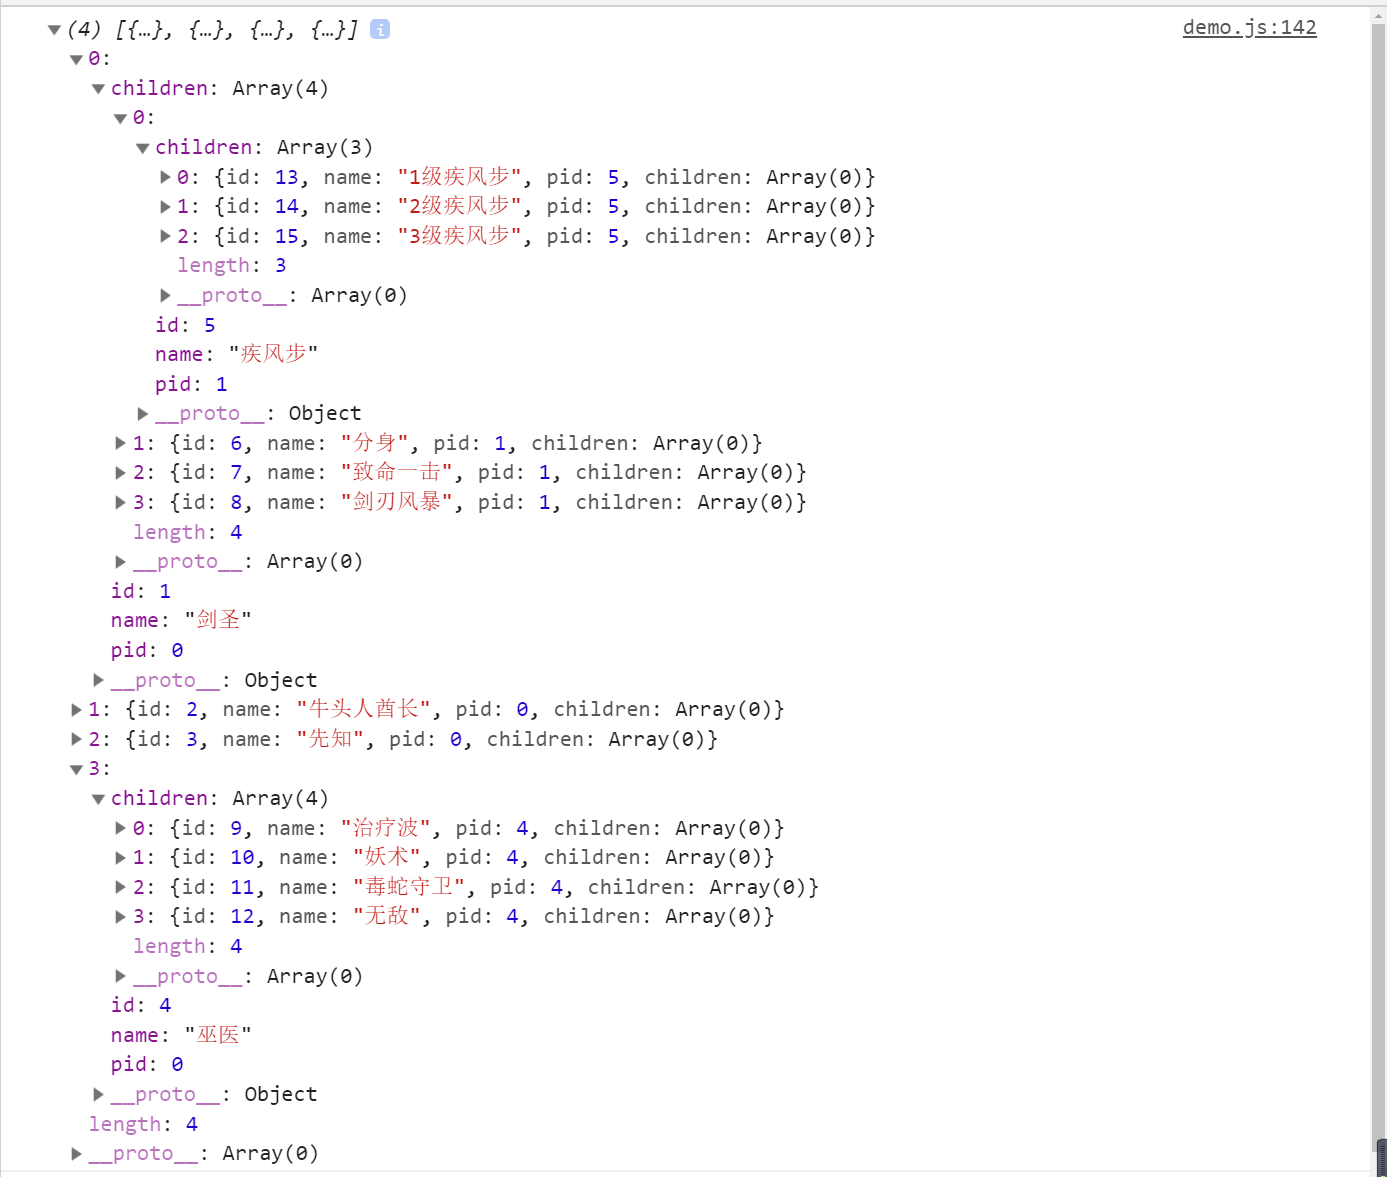 (4) [{…}, {…}, {…}, {…}] i demo.js:142
0:
children: Array(4)
0:
children: Array(3)
0: {id: 13, name: "1级疾风步", pid: 5, children: Array(0)}
1: {id: 14, name: "2级疾风步", pid: 5, children: Array(0)}
2: {id: 15, name: "3级疾风步", pid: 5, children: Array(0)}
length: 3
__proto__: Array(0)
id: 5
name: "疾风步"
pid: 1
__proto__: Object
1: {id: 6, name: "分身", pid: 1, children: Array(0)}
2: {id: 7, name: "致命一击", pid: 1, children: Array(0)}
3: {id: 8, name: "剑刃风暴", pid: 1, children: Array(0)}
length: 4
__proto__: Array(0)
id: 1
name: "剑圣"
pid: 0
__proto__: Object
1: {id: 2, name: "牛头人酋长", pid: 0, children: Array(0)}
2: {id: 3, name: "先知", pid: 0, children: Array(0)}
3:
children: Array(4)
0: {id: 9, name: "治疗波", pid: 4, children: Array(0)}
1: {id: 10, name: "妖术", pid: 4, children: Array(0)}
2: {id: 11, name: "毒蛇守卫", pid: 4, children: Array(0)}
3: {id: 12, name: "无敌", pid: 4, children: Array(0)}
length: 4
__proto__: Array(0)
id: 4
name: "巫医"
pid: 0
__proto__: Object
length: 4
__proto__: Array(0)